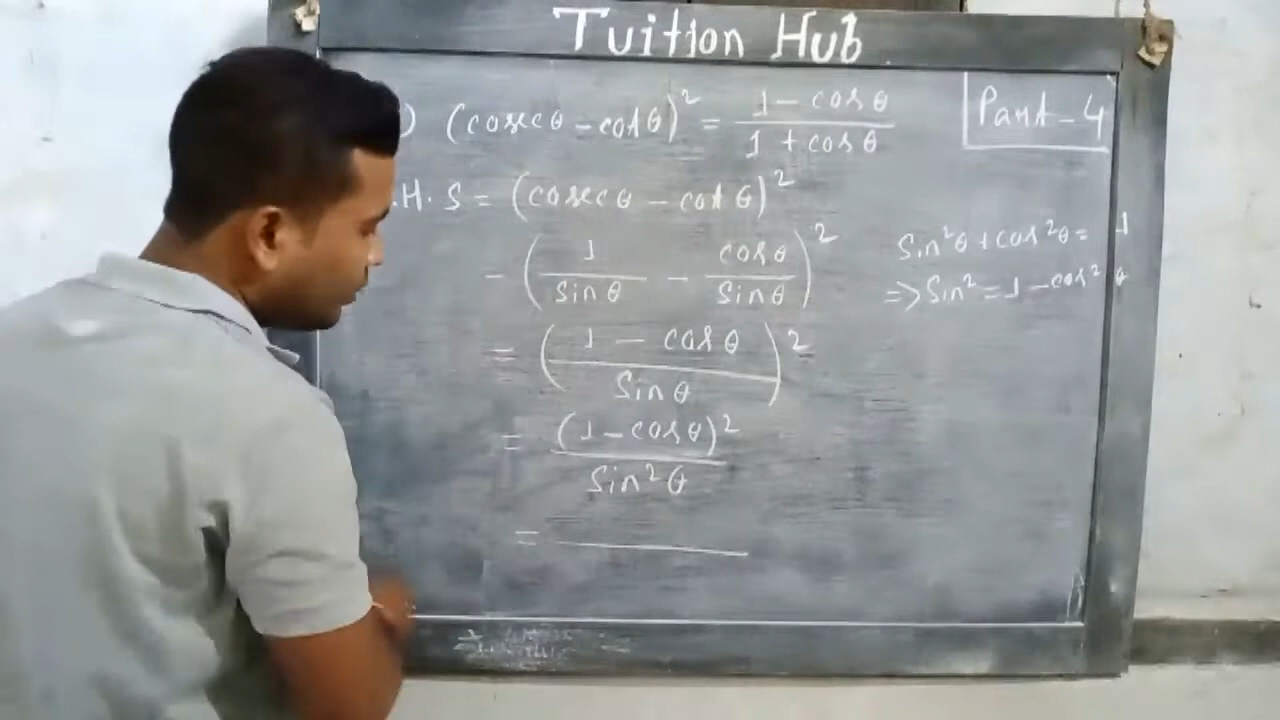 Tuition Hub
Part-4
) (cosecθ - cotθ)² = (1 - cosθ)/(1 + cosθ)
.H.S = (cosecθ - cotθ)²
- (1/Sinθ - cosθ/Sinθ)²
= ((1 - cosθ)/Sinθ)²
= (1 - cosθ)²/Sin²θ
=
Sin²θ + cos²θ = 1
=> Sin² = 1 - cos²θ